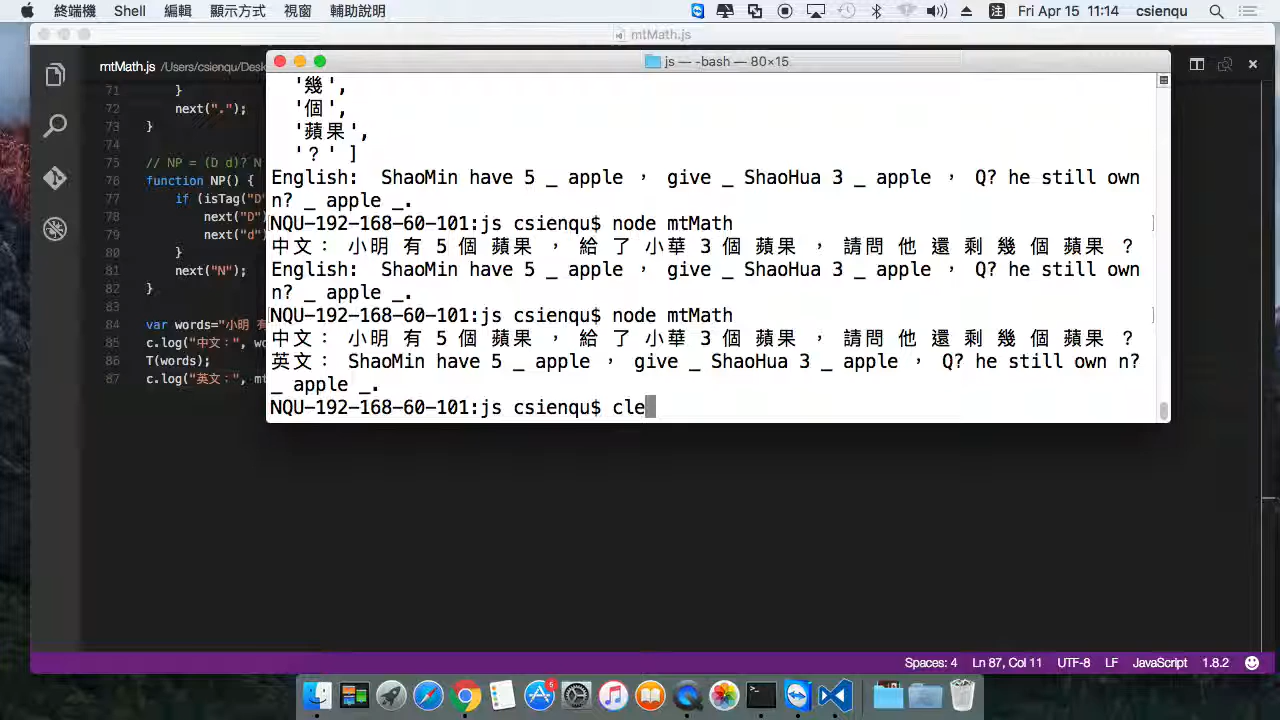 終端機 Shell 編輯 顯示方式 視窗 輔助說明 注 Fri Apr 15 11:14 csienqu
mtMath.js
mtMath.js /Users/csienqu/Desk
js — -bash — 80×15
71 }
72 next(".");
73 }
74
75 // NP = (D d)? N
76 function NP() {
77 if (isTag("D"
78 next("D")
79 next("d")
80 }
81 next("N");
82 }
83
84 var words="小明 有
85 c.log("中文：", wo
86 T(words);
87 c.log("英文：", mt
'幾',
'個',
'蘋果',
'？' ]
English: ShaoMin have 5 _ apple ， give _ ShaoHua 3 _ apple ， Q? he still own
n? _ apple _.
NQU-192-168-60-101:js csienqu$ node mtMath
中文： 小明 有 5 個 蘋果 ， 給 了 小華 3 個 蘋果 ， 請問 他 還 剩 幾 個 蘋果 ？
English: ShaoMin have 5 _ apple ， give _ ShaoHua 3 _ apple ， Q? he still own
n? _ apple _.
NQU-192-168-60-101:js csienqu$ node mtMath
中文： 小明 有 5 個 蘋果 ， 給 了 小華 3 個 蘋果 ， 請問 他 還 剩 幾 個 蘋果 ？
英文： ShaoMin have 5 _ apple ， give _ ShaoHua 3 _ apple ， Q? he still own n?
_ apple _.
NQU-192-168-60-101:js csienqu$ cle
Spaces: 4 Ln 87, Col 11 UTF-8 LF JavaScript 1.8.2
6